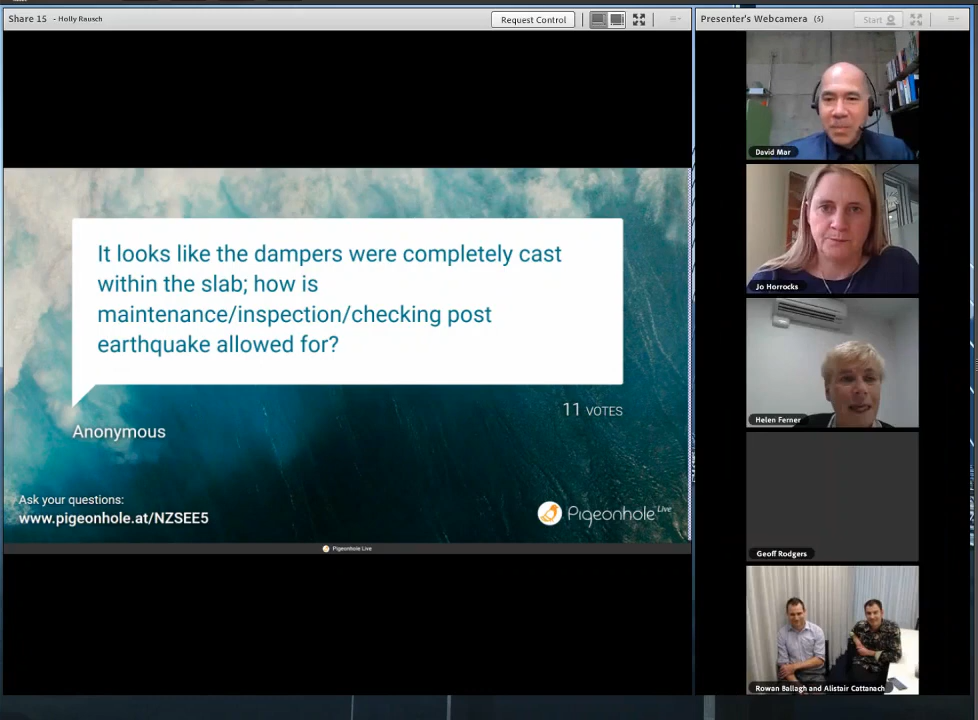 Share 15 - Holly Rausch
Request Control
Presenter's Webcamera (5)
Start
David Mar
Jo Horrocks
Helen Ferner
Geoff Rodgers
Rowan Ballagh and Alistair Cattanach
It looks like the dampers were completely cast
within the slab; how is
maintenance/inspection/checking post
earthquake allowed for?
11 VOTES
Anonymous
Ask your questions:
www.pigeonhole.at/NZSEE5
Pigeonhole Live
Pigeonhole Live